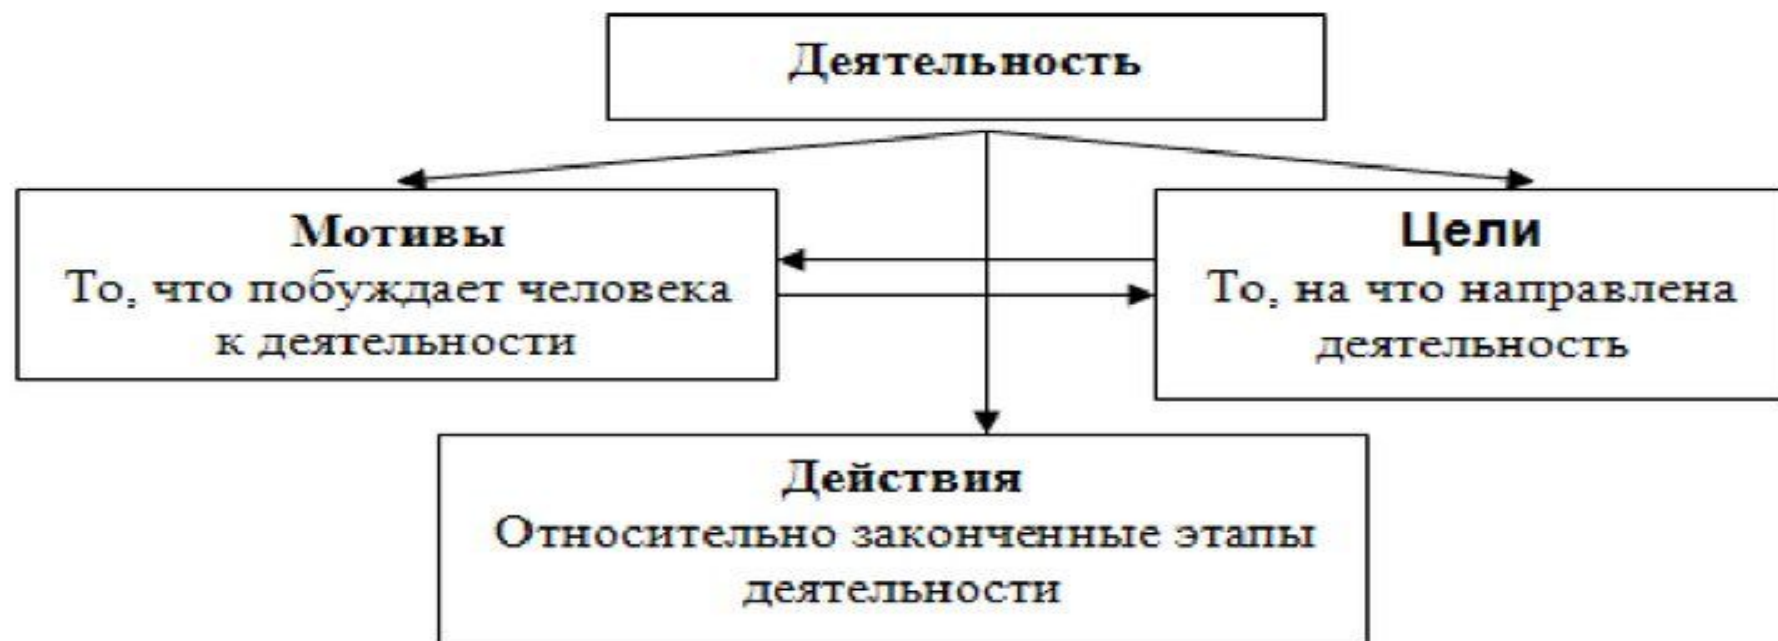 Деятельность
Мотивы
То, что побуждает человека
к деятельности
Цели
То, на что направлена
деятельность
Действия
Относительно законченные этапы
деятельности